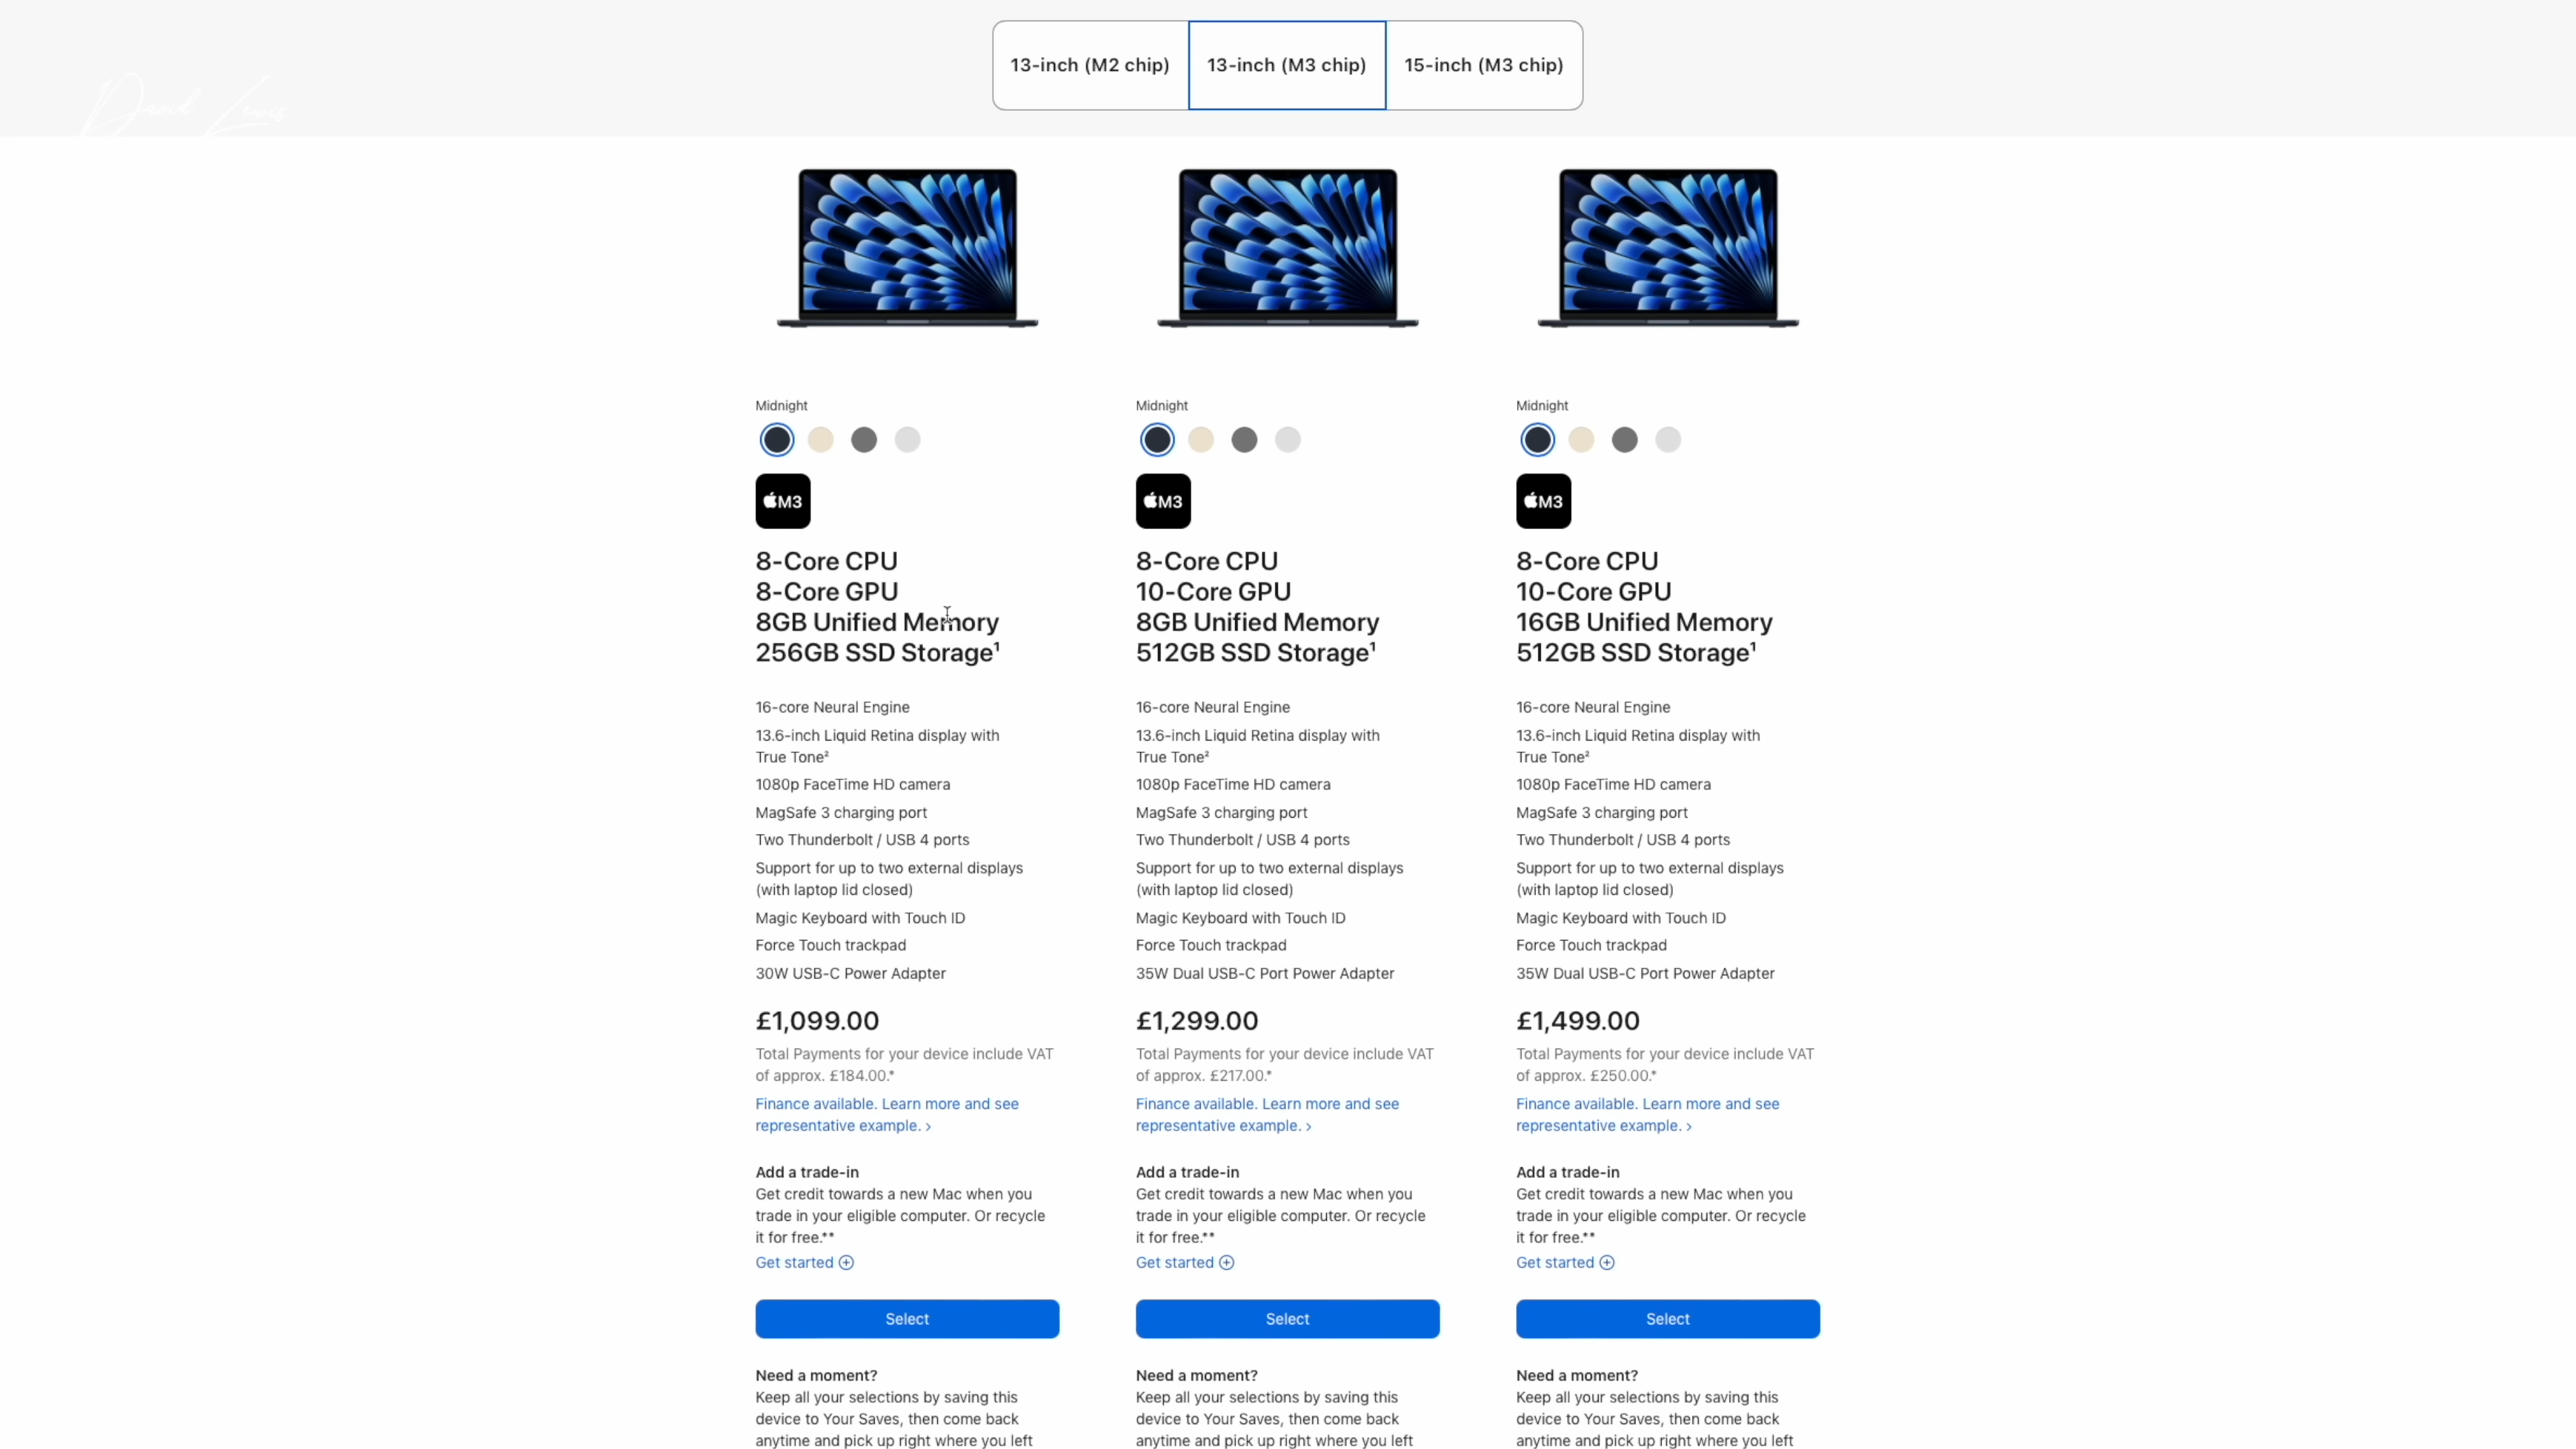 13-inch (M2 chip)
13-inch (M3 chip)
15-inch (M3 chip)
David Lewis
Midnight
M3
8-Core CPU
8-Core GPU
8GB Unified Memory
256GB SSD Storage¹
16-core Neural Engine
13.6-inch Liquid Retina display with
True Tone²
1080p FaceTime HD camera
MagSafe 3 charging port
Two Thunderbolt / USB 4 ports
Support for up to two external displays
(with laptop lid closed)
Magic Keyboard with Touch ID
Force Touch trackpad
30W USB-C Power Adapter
£1,099.00
Total Payments for your device include VAT
of approx. £184.00.*
Finance available. Learn more and see
representative example. ›
Add a trade-in
Get credit towards a new Mac when you
trade in your eligible computer. Or recycle
it for free.**
Get started
Select
Need a moment?
Keep all your selections by saving this
device to Your Saves, then come back
anytime and pick up right where you left
Midnight
M3
8-Core CPU
10-Core GPU
8GB Unified Memory
512GB SSD Storage¹
16-core Neural Engine
13.6-inch Liquid Retina display with
True Tone²
1080p FaceTime HD camera
MagSafe 3 charging port
Two Thunderbolt / USB 4 ports
Support for up to two external displays
(with laptop lid closed)
Magic Keyboard with Touch ID
Force Touch trackpad
35W Dual USB-C Port Power Adapter
£1,299.00
Total Payments for your device include VAT
of approx. £217.00.*
Finance available. Learn more and see
representative example. ›
Add a trade-in
Get credit towards a new Mac when you
trade in your eligible computer. Or recycle
it for free.**
Get started
Select
Need a moment?
Keep all your selections by saving this
device to Your Saves, then come back
anytime and pick up right where you left
Midnight
M3
8-Core CPU
10-Core GPU
16GB Unified Memory
512GB SSD Storage¹
16-core Neural Engine
13.6-inch Liquid Retina display with
True Tone²
1080p FaceTime HD camera
MagSafe 3 charging port
Two Thunderbolt / USB 4 ports
Support for up to two external displays
(with laptop lid closed)
Magic Keyboard with Touch ID
Force Touch trackpad
35W Dual USB-C Port Power Adapter
£1,499.00
Total Payments for your device include VAT
of approx. £250.00.*
Finance available. Learn more and see
representative example. ›
Add a trade-in
Get credit towards a new Mac when you
trade in your eligible computer. Or recycle
it for free.**
Get started
Select
Need a moment?
Keep all your selections by saving this
device to Your Saves, then come back
anytime and pick up right where you left